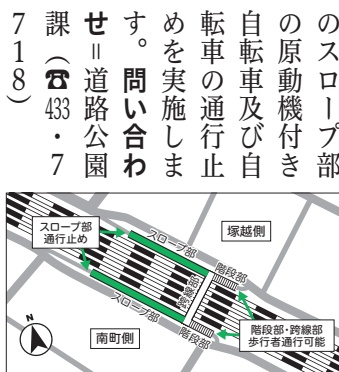 のスロープ部
の原動機付き
自転車及び自
転車の通行止
めを実施しま
す。問い合わ
せ＝道路公園
課（☎433・7
718）
スロープ部
通行止め
スロープ部
塚越側
階段部
跨線部
スロープ部
階段部
階段部・跨線部
歩行者通行可能
南町側
N